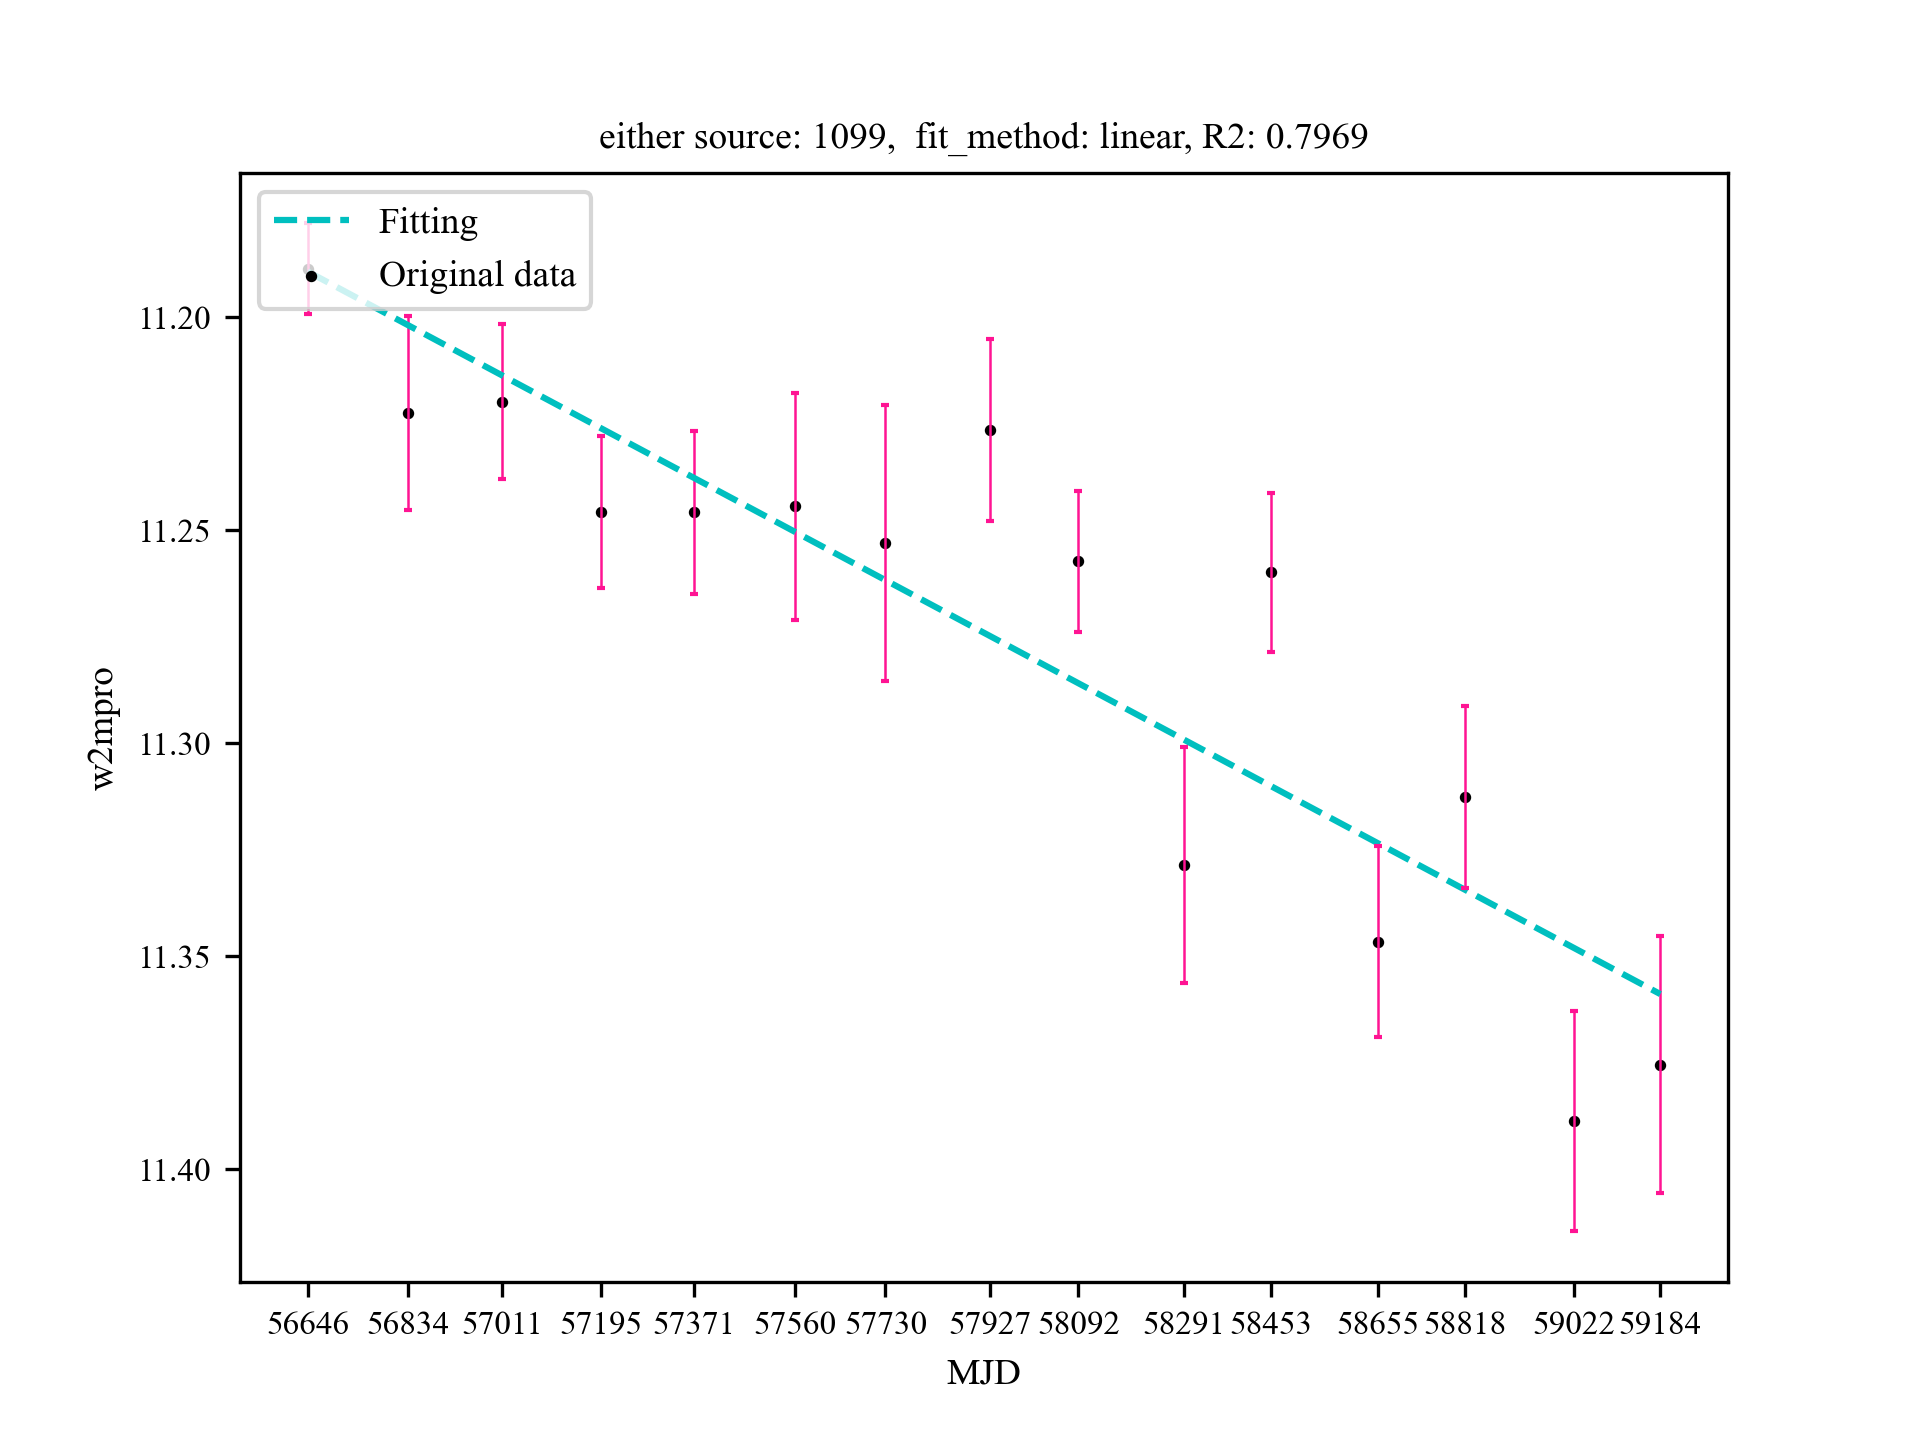 either source: 1099,  fit_method: linear, R2: 0.7969
Fitting
Original data
11.20
11.25
11.30
11.35
11.40
w2mpro
56646 56834 57011 57195 57371 57560 57730 57927 58092 58291 58453 58655 58818 59022 59184
MJD